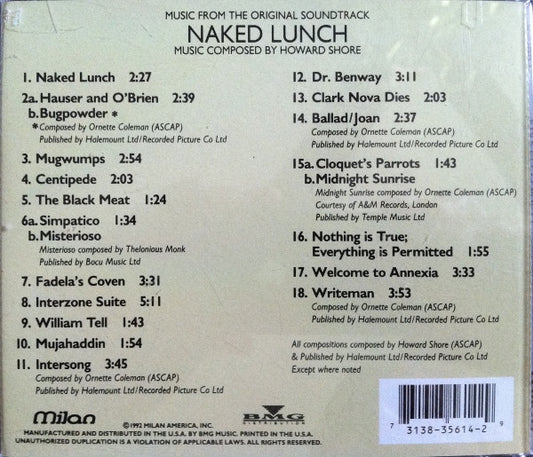 MUSIC FROM THE ORIGINAL SOUNDTRACK
NAKED LUNCH
MUSIC COMPOSED BY HOWARD SHORE
1. Naked Lunch 2:27
2a. Hauser and O'Brien 2:39
b. Bugpowder *
*Composed by Ornette Coleman (ASCAP)
Published by Halemount Ltd/Recorded Picture Co Ltd
3. Mugwumps 2:54
4. Centipede 2:03
5. The Black Meat 1:24
6a. Simpatico 1:34
b. Misterioso
Misterioso composed by Thelonious Monk
Published by Bocu Music Ltd
7. Fadela's Coven 3:31
8. Interzone Suite 5:11
9. William Tell 1:43
10. Mujahaddin 1:54
11. Intersong 3:45
Composed by Ornette Coleman (ASCAP)
Published by Halemount Ltd/Recorded Picture Co Ltd
12. Dr. Benway 3:11
13. Clark Nova Dies 2:03
14. Ballad/Joan 2:37
Composed by Ornette Coleman (ASCAP)
Published by Halemount Ltd/Recorded Picture Co Ltd
15a. Cloquet's Parrots 1:43
b. Midnight Sunrise
Midnight Sunrise composed by Ornette Coleman (ASCAP)
Courtesy of A&M Records, London
Published by Temple Music Ltd
16. Nothing is True;
Everything is Permitted 1:55
17. Welcome to Annexia 3:33
18. Writeman 3:53
Composed by Ornette Coleman (ASCAP)
Published by Halemount Ltd/Recorded Picture Co Ltd
All compositions composed by Howard Shore (ASCAP)
& Published by Halemount Ltd/Recorded Picture Co Ltd
Except where noted
milan
BMG
DISTRIBUTION
©1992 MILAN AMERICA, INC.
MANUFACTURED AND DISTRIBUTED IN THE U.S.A. BY BMG MUSIC. PRINTED IN THE U.S.A.
UNAUTHORIZED DUPLICATION IS A VIOLATION OF APPLICABLE LAWS. ALL RIGHTS RESERVED.
7 3138-35614-2 9